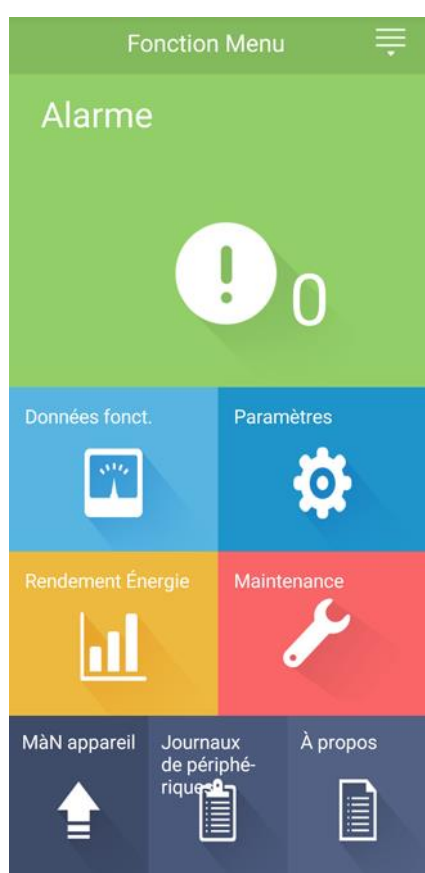 Fonction Menu
Alarme
0
Données fonct.
Paramètres
Rendement Énergie
Maintenance
MàN appareil
Journaux
de périphé-
riques
À propos